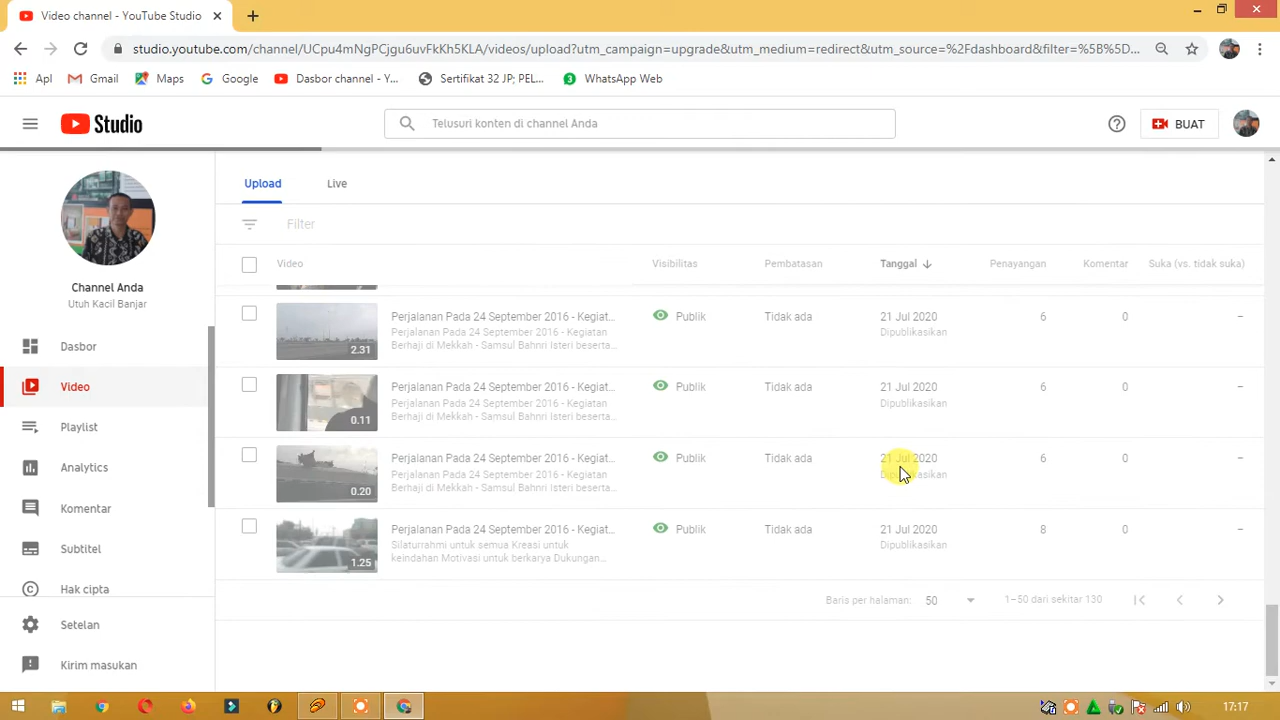 Video channel - YouTube Studio
studio.youtube.com/channel/UCpu4mNgPCjgu6uvFkKh5KLA/videos/upload?utm_campaign=upgrade&utm_medium=redirect&utm_source=%2Fdashboard&filter=%5B%5D...
Apl Gmail Maps Google Dasbor channel - Y... Sertifikat 32 JP; PEL... WhatsApp Web
Studio
Telusuri konten di channel Anda
BUAT
Channel Anda
Utuh Kacil Banjar
Dasbor
Video
Playlist
Analytics
Komentar
Subtitel
Hak cipta
Setelan
Kirim masukan
Upload Live
Filter
Video Visibilitas Pembatasan Tanggal Penayangan Komentar Suka (vs. tidak suka)
2.31
Perjalanan Pada 24 September 2016 - Kegiat... Publik Tidak ada 21 Jul 2020 6 0 –
Perjalanan Pada 24 September 2016 - Kegiatan Dipublikasikan
Berhaji di Mekkah - Samsul Bahnri Isteri beserta...
0.11
Perjalanan Pada 24 September 2016 - Kegiat... Publik Tidak ada 21 Jul 2020 6 0 –
Perjalanan Pada 24 September 2016 - Kegiatan Dipublikasikan
Berhaji di Mekkah - Samsul Bahnri Isteri beserta...
0.20
Perjalanan Pada 24 September 2016 - Kegiat... Publik Tidak ada 21 Jul 2020 6 0 –
Perjalanan Pada 24 September 2016 - Kegiatan Dipublikasikan
Berhaji di Mekkah - Samsul Bahnri Isteri beserta...
1.25
Perjalanan Pada 24 September 2016 - Kegiat... Publik Tidak ada 21 Jul 2020 8 0 –
Silaturrahmi untuk semua Kreasi untuk Dipublikasikan
keindahan Motivasi untuk berkarya Dukungan...
Baris per halaman: 50 1–50 dari sekitar 130
17:17